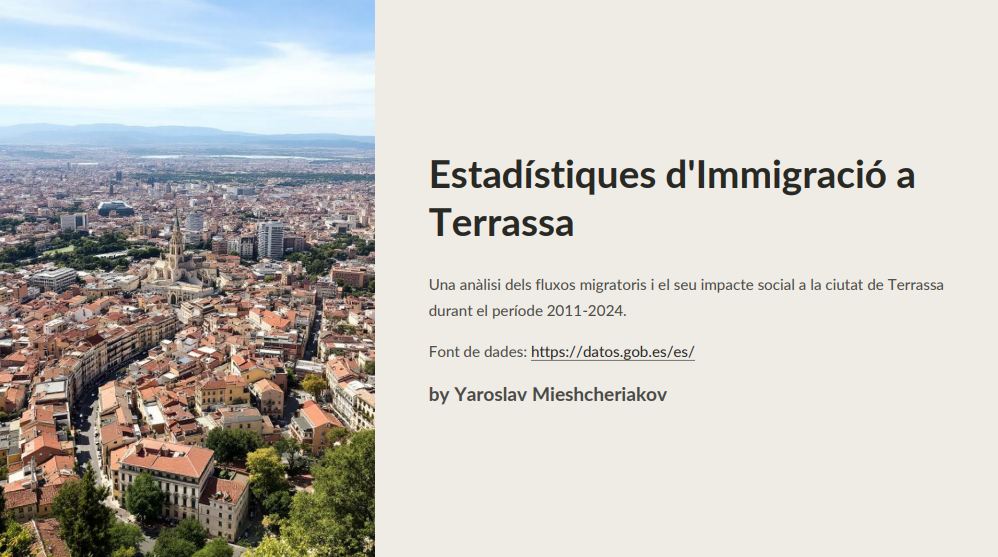 Estadístiques d'Immigració a
Terrassa
Una anàlisi dels fluxos migratoris i el seu impacte social a la ciutat de Terrassa
durant el període 2011-2024.
Font de dades: https://datos.gob.es/es/
by Yaroslav Mieshcheriakov